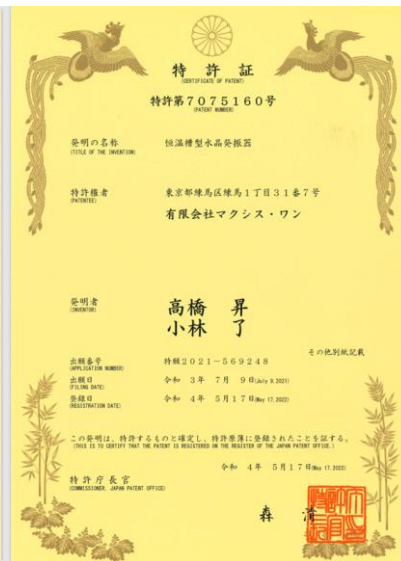 特許証
(CERTIFICATE OF PATENT)
特許第7075160号
(PATENT NUMBER)
発明の名称 恒温槽型水晶発振器
(TITLE OF THE INVENTION)
特許権者 東京都練馬区練馬1丁目31番7号
(PATENTEE)
有限会社マクシス・ワン
発明者 高橋 昇
(INVENTOR)
小林 了
その他別紙記載
出願番号 特願2021-569248
(APPLICATION NUMBER)
出願日 令和 3年 7月 9日(July 9,2021)
(FILING DATE)
登録日 令和 4年 5月17日(May 17,2022)
(REGISTRATION DATE)
この発明は、特許するものと確定し、特許原簿に登録されたことを証する。
(THIS IS TO CERTIFY THAT THE PATENT IS REGISTERED ON THE REGISTER OF THE JAPAN PATENT OFFICE.)
令和 4年 5月17日(May 17,2022)
特許庁長官
(COMMISSIONER, JAPAN PATENT OFFICE)
森 清